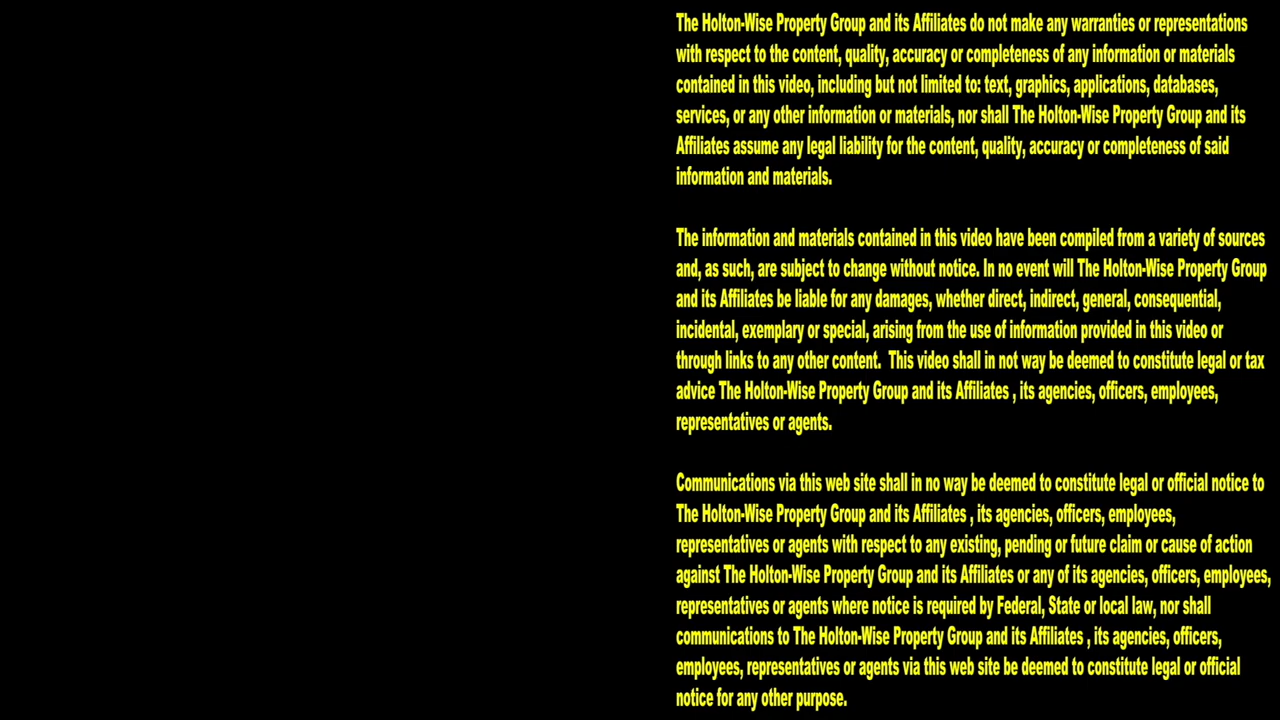 The Holton-Wise Property Group and its Affiliates do not make any warranties or representations
with respect to the content, quality, accuracy or completeness of any information or materials
contained in this video, including but not limited to: text, graphics, applications, databases,
services, or any other information or materials, nor shall The Holton-Wise Property Group and its
Affiliates assume any legal liability for the content, quality, accuracy or completeness of said
information and materials.
The information and materials contained in this video have been compiled from a variety of sources
and, as such, are subject to change without notice. In no event will The Holton-Wise Property Group
and its Affiliates be liable for any damages, whether direct, indirect, general, consequential,
incidental, exemplary or special, arising from the use of information provided in this video or
through links to any other content.  This video shall in not way be deemed to constitute legal or tax
advice The Holton-Wise Property Group and its Affiliates , its agencies, officers, employees,
representatives or agents.
Communications via this web site shall in no way be deemed to constitute legal or official notice to
The Holton-Wise Property Group and its Affiliates , its agencies, officers, employees,
representatives or agents with respect to any existing, pending or future claim or cause of action
against The Holton-Wise Property Group and its Affiliates or any of its agencies, officers, employees,
representatives or agents where notice is required by Federal, State or local law, nor shall
communications to The Holton-Wise Property Group and its Affiliates , its agencies, officers,
employees, representatives or agents via this web site be deemed to constitute legal or official
notice for any other purpose.